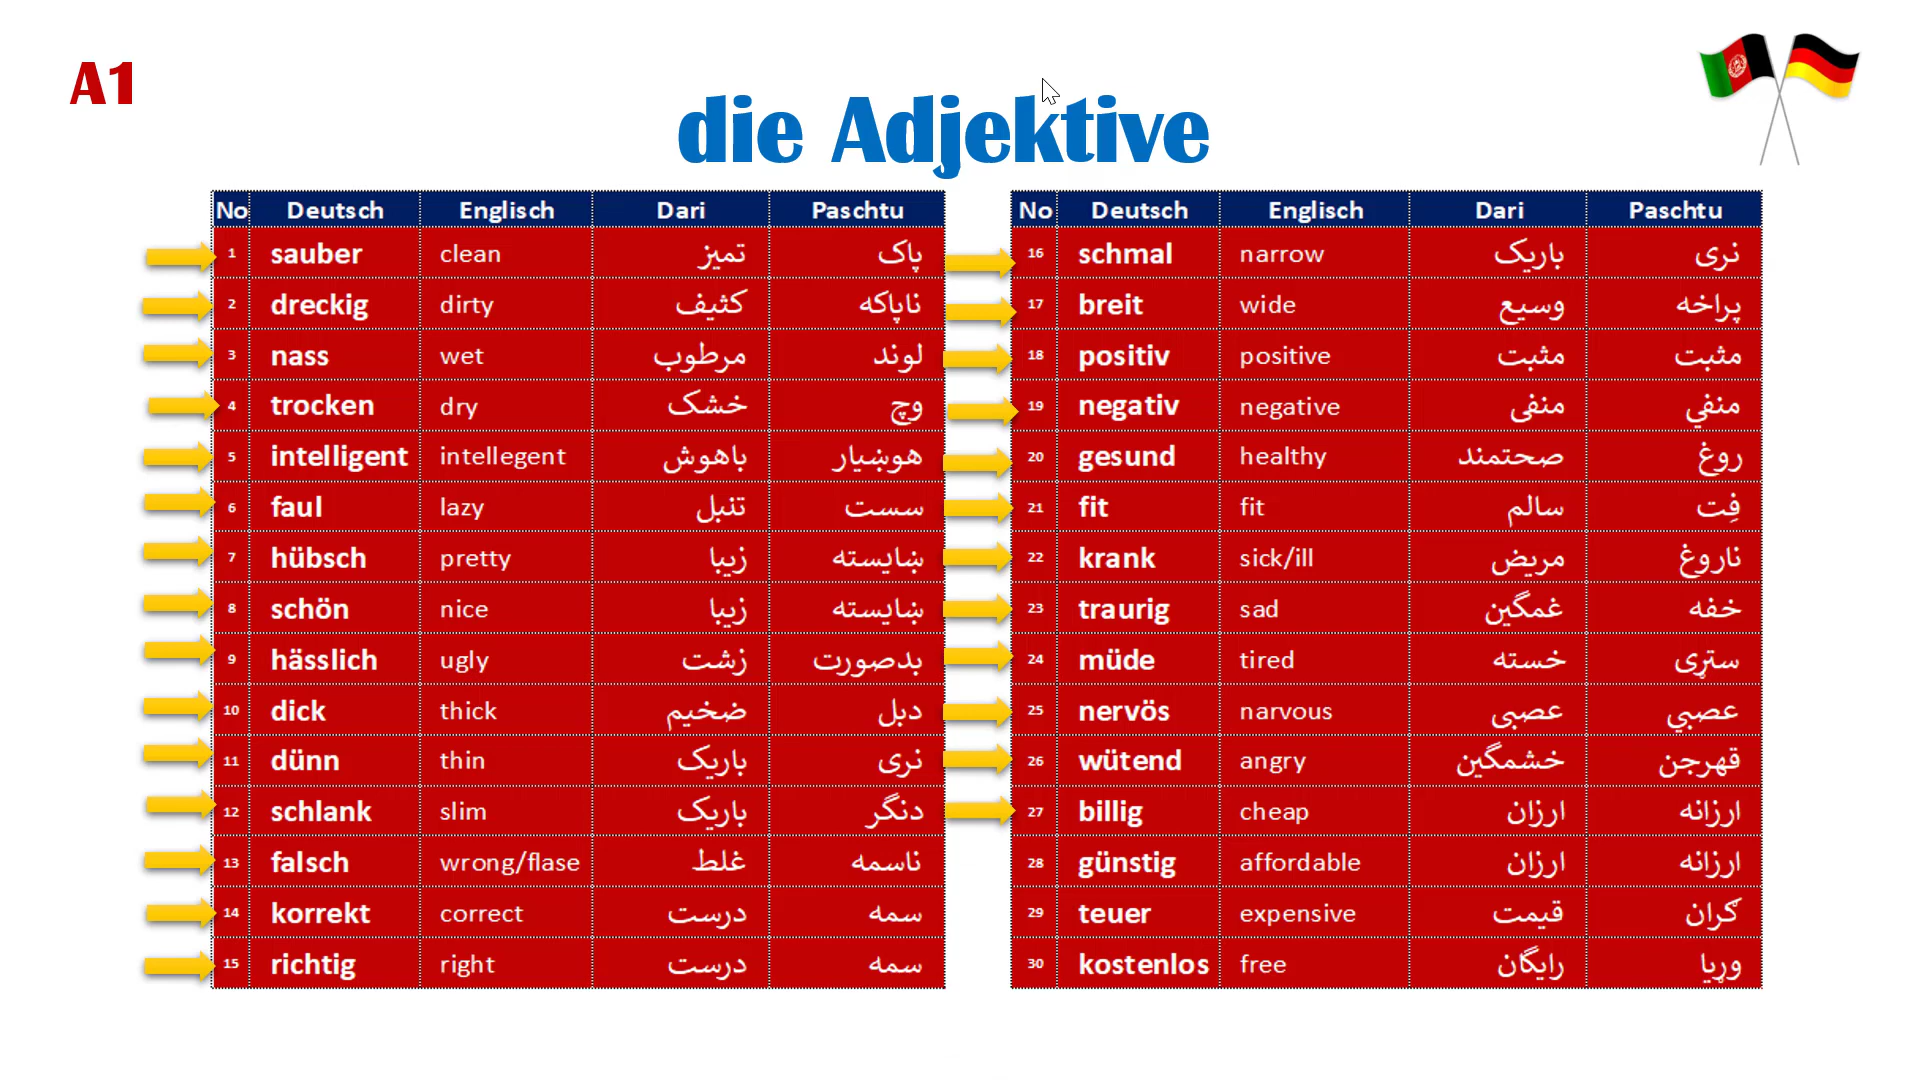 A1
die Adjektive
No Deutsch Englisch Dari Paschtu
1 sauber clean تمیز پاک
2 dreckig dirty کثیف ناپاکه
3 nass wet مرطوب لوند
4 trocken dry خشک وچ
5 intelligent intellegent باهوش هوښیار
6 faul lazy تنبل سست
7 hübsch pretty زیبا ښایسته
8 schön nice زیبا ښایسته
9 hässlich ugly زشت بدصورت
10 dick thick ضخیم دبل
11 dünn thin باریک نری
12 schlank slim باریک دنگر
13 falsch wrong/flase غلط ناسمه
14 korrekt correct درست سمه
15 richtig right درست سمه
No Deutsch Englisch Dari Paschtu
16 schmal narrow باریک نری
17 breit wide وسیع پراخه
18 positiv positive مثبت مثبت
19 negativ negative منفی منفي
20 gesund healthy صحتمند روغ
21 fit fit سالم فِت
22 krank sick/ill مریض ناروغ
23 traurig sad غمگین خفه
24 müde tired خسته ستړی
25 nervös narvous عصبی عصبي
26 wütend angry خشمگین قهرجن
27 billig cheap ارزان ارزانه
28 günstig affordable ارزان ارزانه
29 teuer expensive قیمت ګران
30 kostenlos free رایگان وړیا